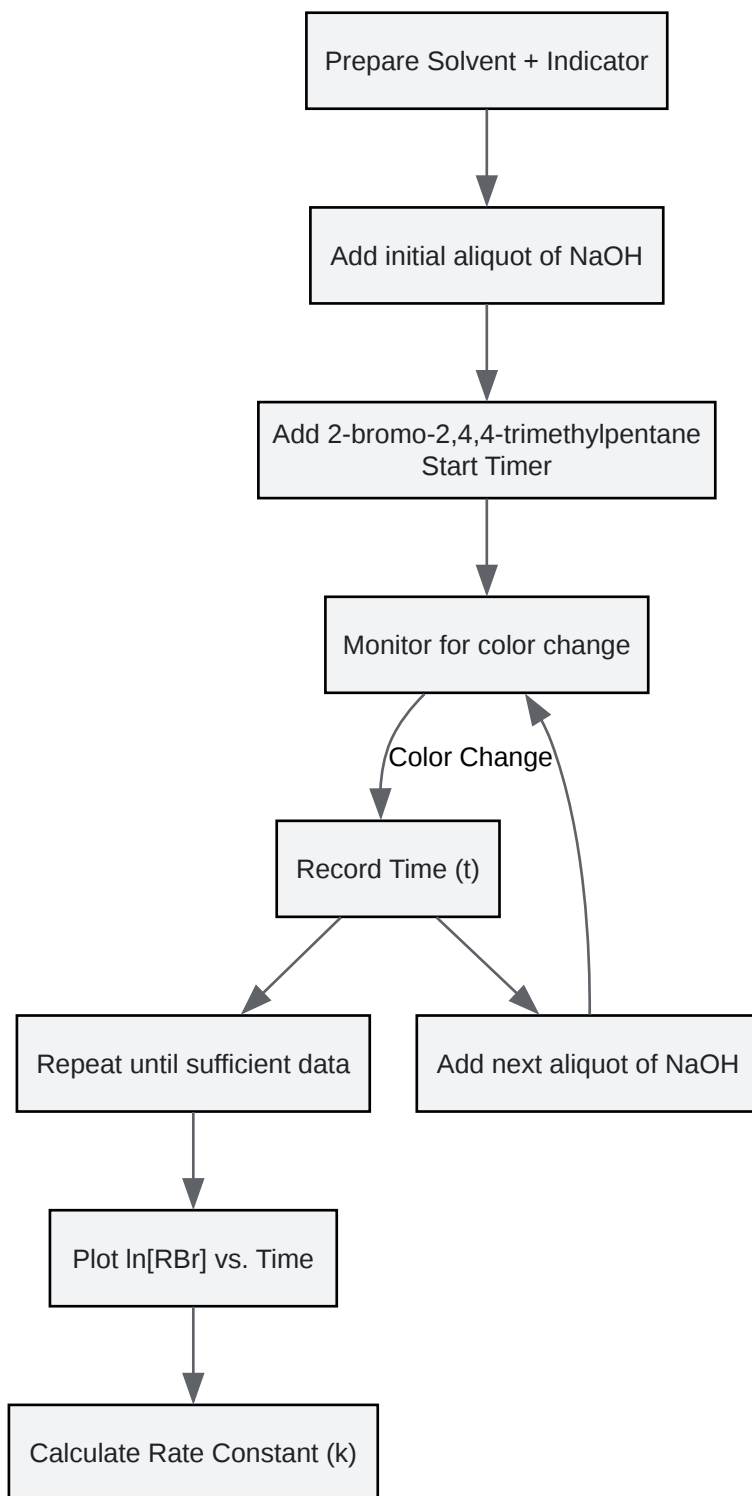 Prepare Solvent + Indicator
Add initial aliquot of NaOH
Add 2-bromo-2,4,4-trimethylpentane
Start Timer
Monitor for color change
Color Change
Record Time (t)
Repeat until sufficient data
Add next aliquot of NaOH
Plot ln[RBr] vs. Time
Calculate Rate Constant (k)